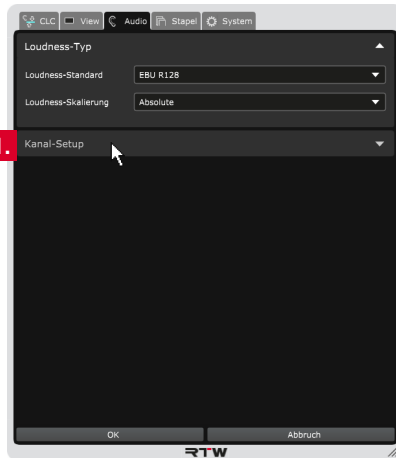 CLC View Audio Stapel System
Loudness-Typ
Loudness-Standard EBU R128
Loudness-Skalierung Absolute
1. Kanal-Setup
OK Abbruch
RTW